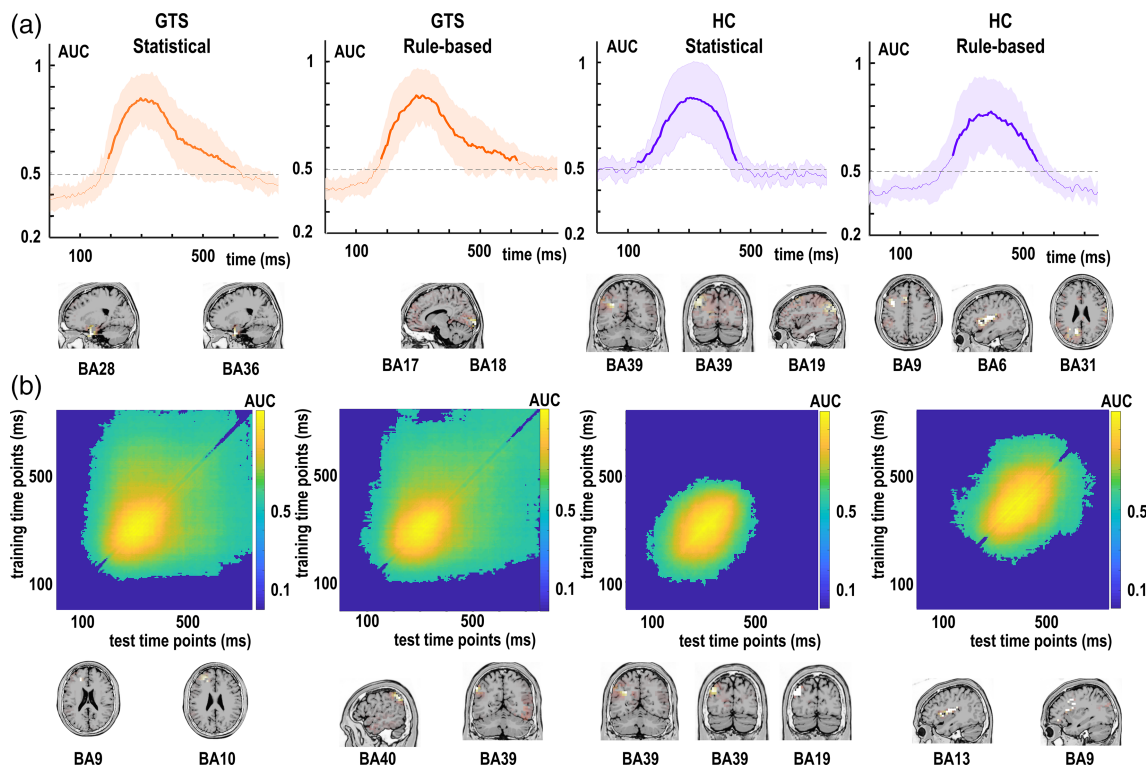 (a)
GTS
Statistical
GTS
Rule-based
HC
Statistical
HC
Rule-based
AUC
1
0.5
0.2
100
500
time (ms)
AUC
1
0.5
0.2
100
500
time (ms)
AUC
1
0.5
0.2
100
500
time (ms)
AUC
1
0.5
0.2
100
500
time (ms)
BA28
BA36
BA17
BA18
BA39
BA39
BA19
BA9
BA6
BA31
(b)
AUC
training time points (ms)
500
100
0.5
0.1
100
500
test time points (ms)
AUC
training time points (ms)
500
100
0.5
0.1
100
500
test time points (ms)
AUC
training time points (ms)
500
100
0.5
0.1
100
500
test time points (ms)
AUC
training time points (ms)
500
100
0.5
0.1
100
500
test time points (ms)
BA9
BA10
BA40
BA39
BA39
BA39
BA19
BA13
BA9